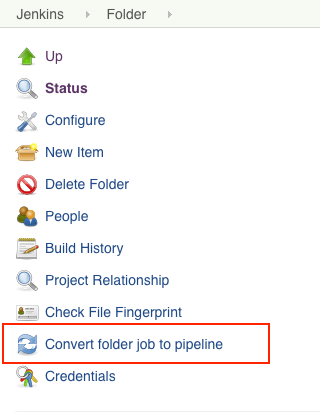 Jenkins Folder
Up
Status
Configure
New Item
Delete Folder
People
Build History
Project Relationship
Check File Fingerprint
Convert folder job to pipeline
Credentials